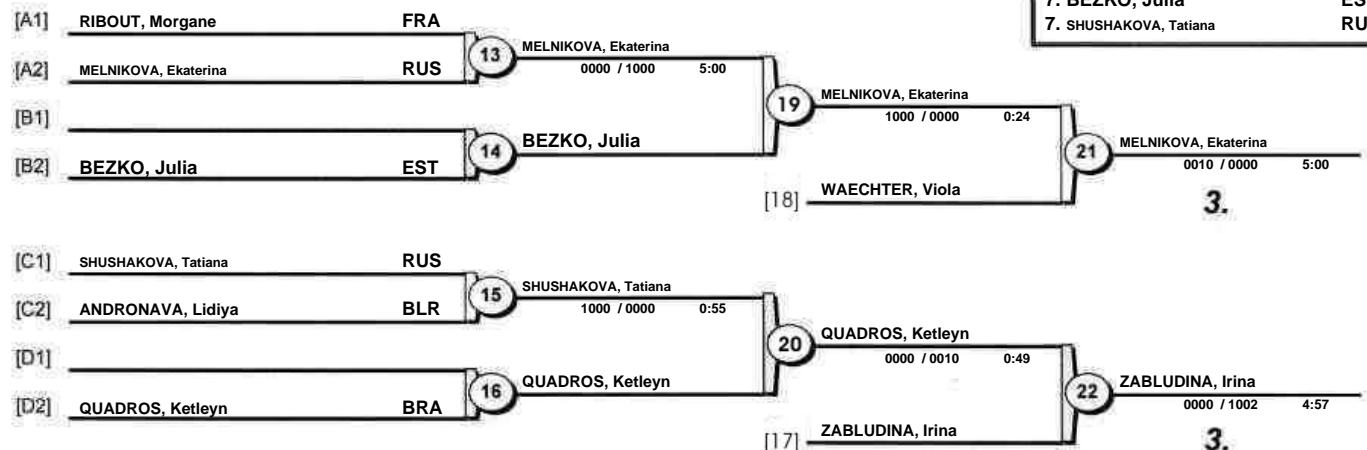 7. BEZKO, Julia
7. SHUSHAKOVA, Tatiana RU
[A1] RIBOUT, Morgane FRA
13 MELNIKOVA, Ekaterina
0000 / 1000 5:00
[A2] MELNIKOVA, Ekaterina RUS
19 MELNIKOVA, Ekaterina
1000 / 0000 0:24
[B1]
14 BEZKO, Julia
[B2] BEZKO, Julia EST
21 MELNIKOVA, Ekaterina
0010 / 0000 5:00
[18] WAECHTER, Viola
3.
[C1] SHUSHAKOVA, Tatiana RUS
15 SHUSHAKOVA, Tatiana
1000 / 0000 0:55
[C2] ANDRONAVA, Lidiya BLR
20 QUADROS, Ketleyn
0000 / 0010 0:49
[D1]
16 QUADROS, Ketleyn
[D2] QUADROS, Ketleyn BRA
22 ZABLUDINA, Irina
0000 / 1002 4:57
[17] ZABLUDINA, Irina
3.